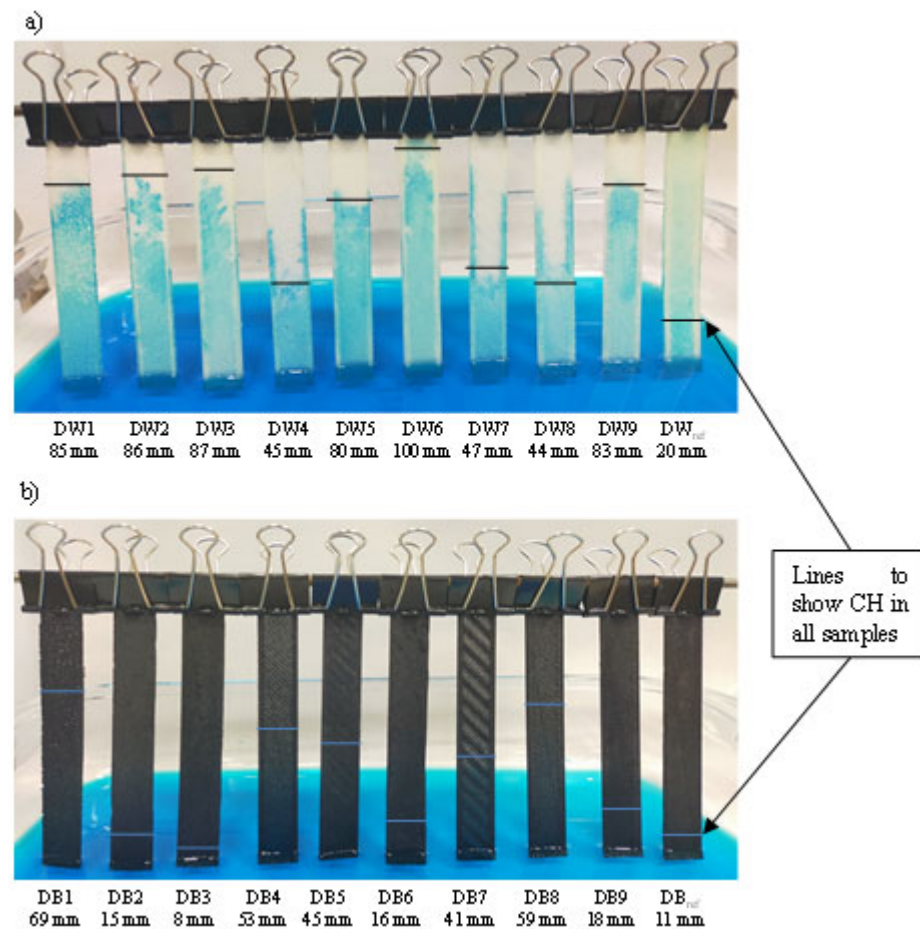 a)
DW1 DW2 DW3 DW4 DW5 DW6 DW7 DW8 DW9 DWref
85 mm 86 mm 87 mm 45 mm 80 mm 100 mm 47 mm 44 mm 83 mm 20 mm
b)
Lines to
show CH in
all samples
DB1 DB2 DB3 DB4 DB5 DB6 DB7 DB8 DB9 DBref
69 mm 15 mm 8 mm 53 mm 45 mm 16 mm 41 mm 59 mm 18 mm 11 mm